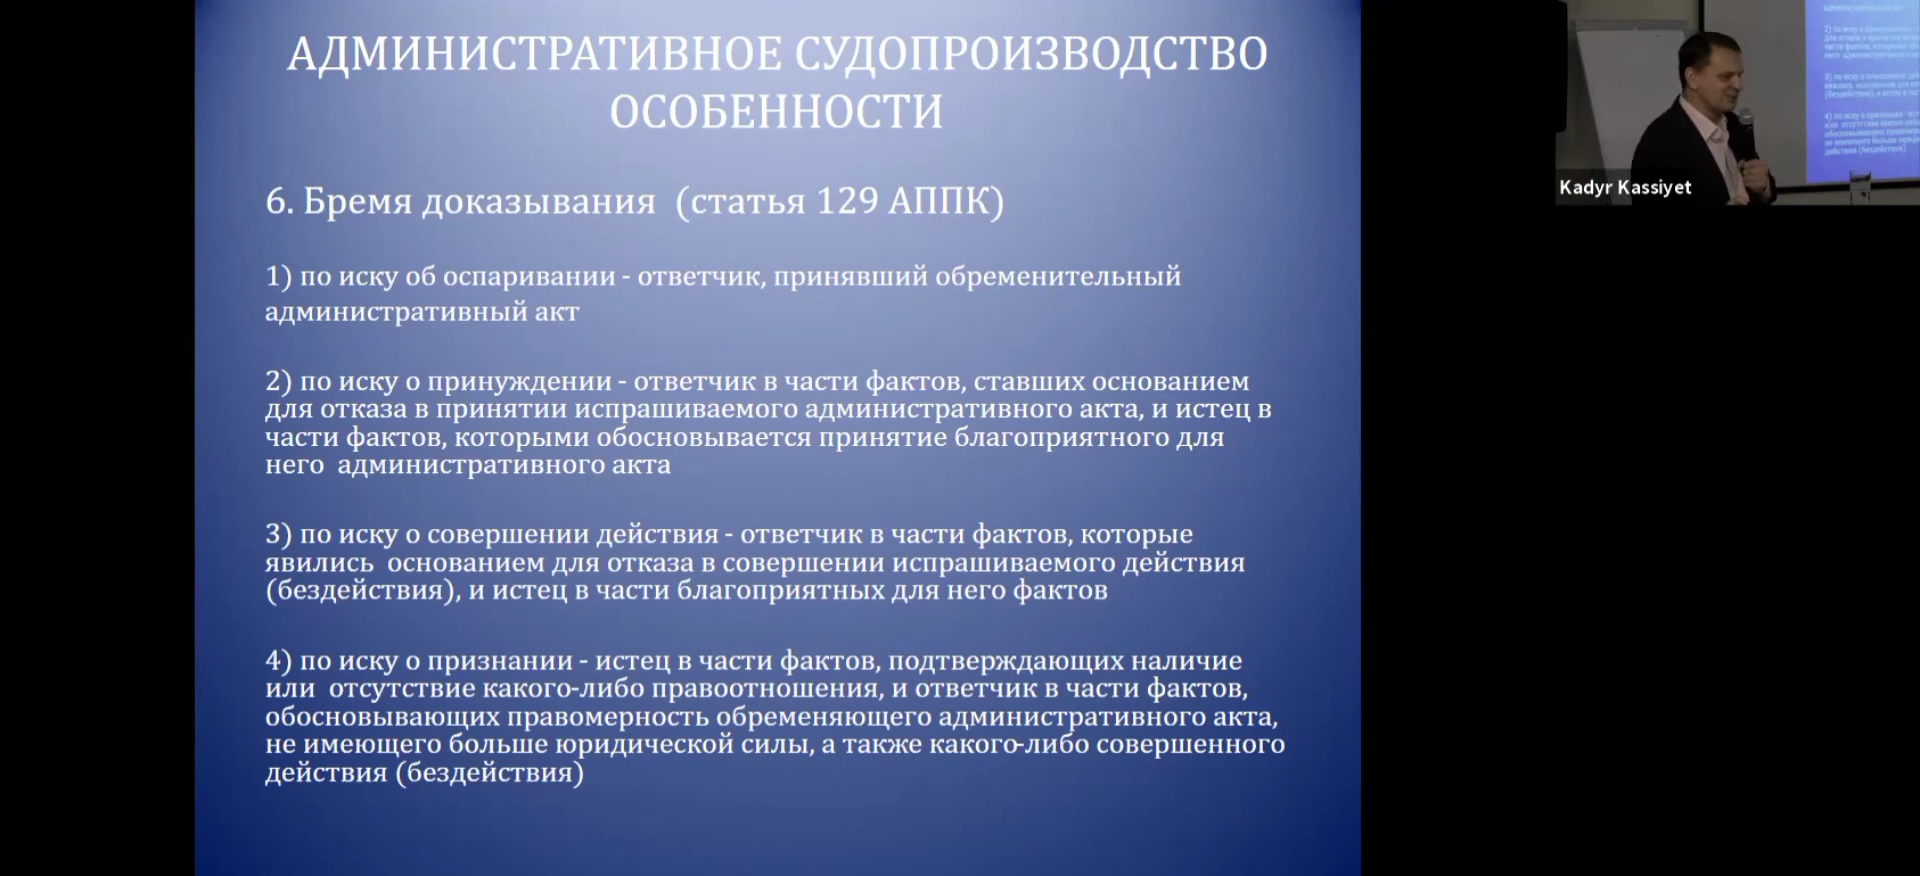 АДМИНИСТРАТИВНОЕ СУДОПРОИЗВОДСТВО
ОСОБЕННОСТИ
6. Бремя доказывания (статья 129 АППК)
1) по иску об оспаривании - ответчик, принявший обременительный
административный акт
2) по иску о принуждении - ответчик в части фактов, ставших основанием
для отказа в принятии испрашиваемого административного акта, и истец в
части фактов, которыми обосновывается принятие благоприятного для
него административного акта
3) по иску о совершении действия - ответчик в части фактов, которые
явились основанием для отказа в совершении испрашиваемого действия
(бездействия), и истец в части благоприятных для него фактов
4) по иску о признании - истец в части фактов, подтверждающих наличие
или отсутствие какого-либо правоотношения, и ответчик в части фактов,
обосновывающих правомерность обременяющего административного акта,
не имеющего больше юридической силы, а также какого-либо совершенного
действия (бездействия)
Kadyr Kassiyet